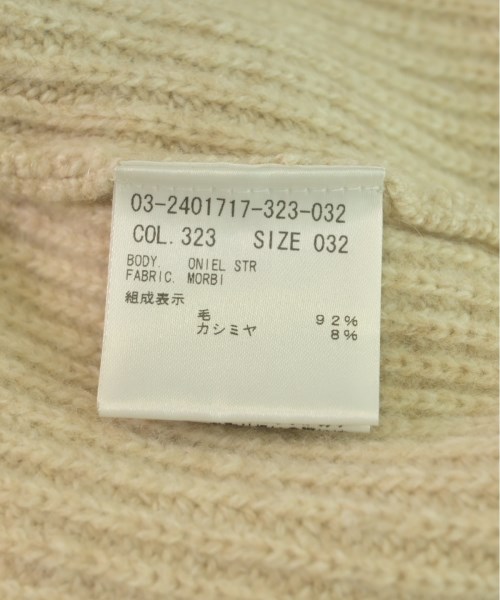 03-2401717-323-032
COL. 323 SIZE 032
BODY. ONIEL STR
FABRIC. MORBI
組成表示
毛 92%
カシミヤ 8%